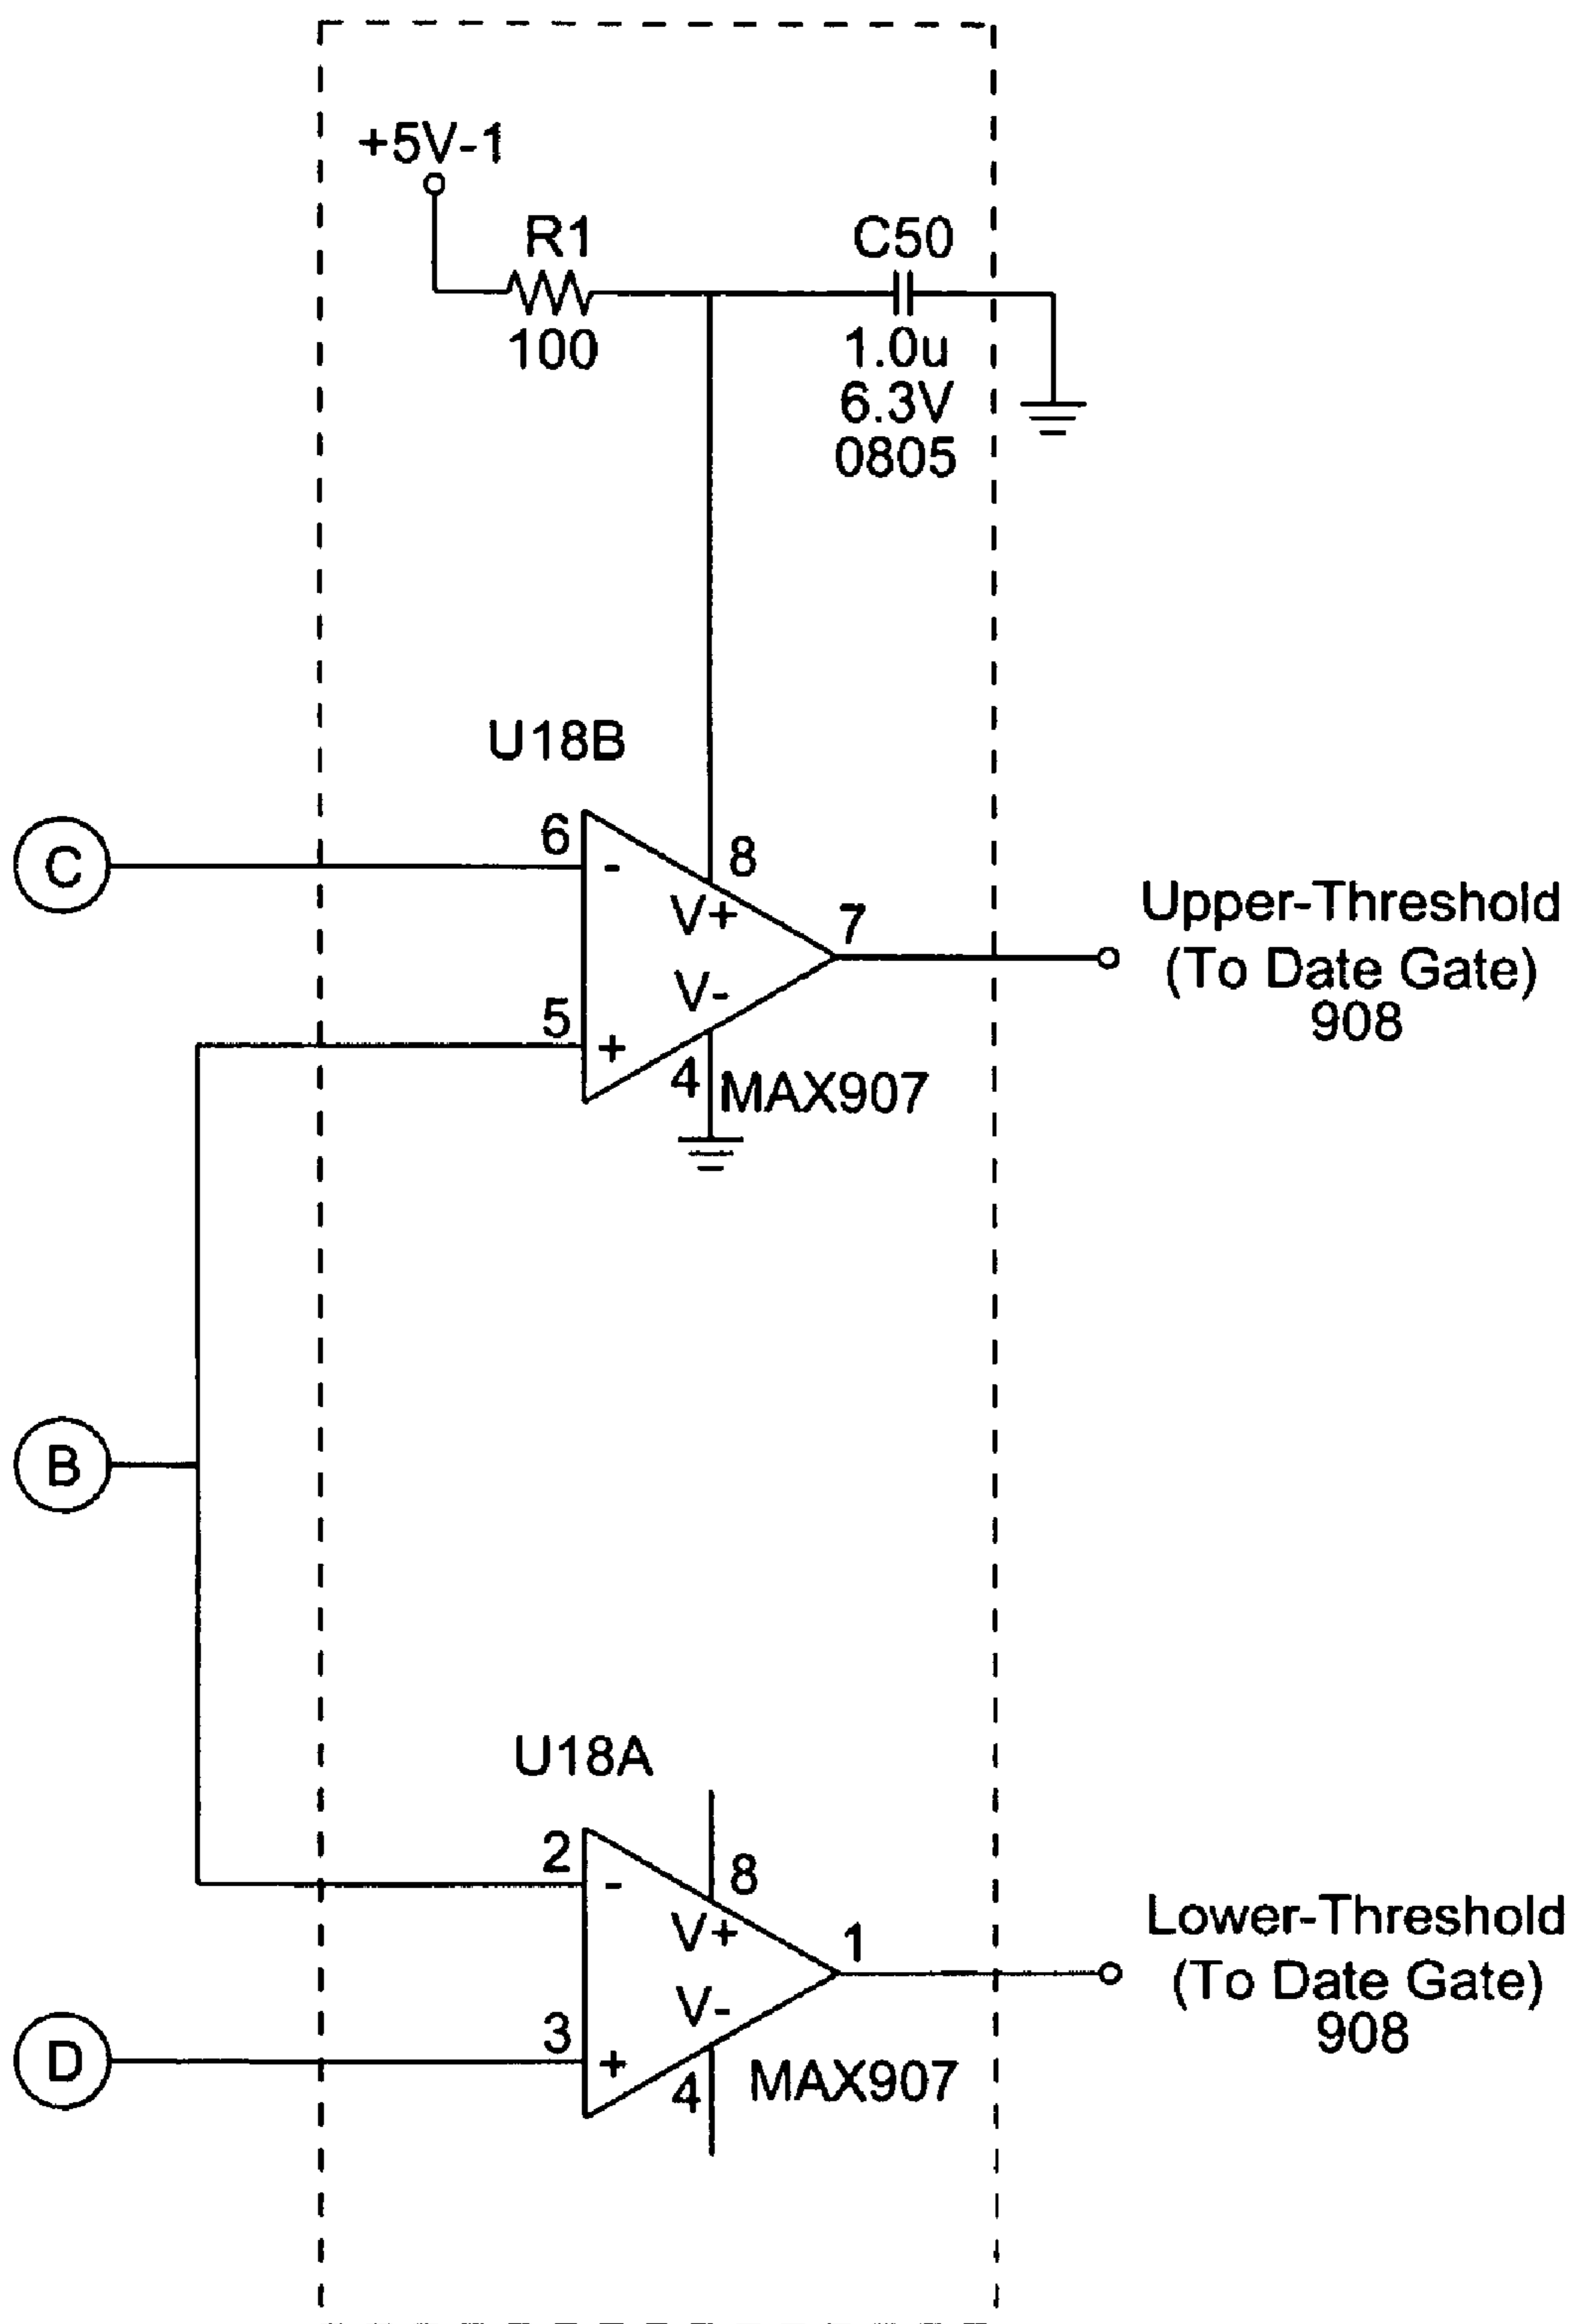 +5V-1
R1
100
C50
1.0u
6.3V
0805
U18B
C
6
-
8
V+
7
V-
5
+
4
MAX907
Upper-Threshold
(To Date Gate)
908
B
U18A
2
-
8
V+
1
V-
3
+
4
MAX907
D
Lower-Threshold
(To Date Gate)
908